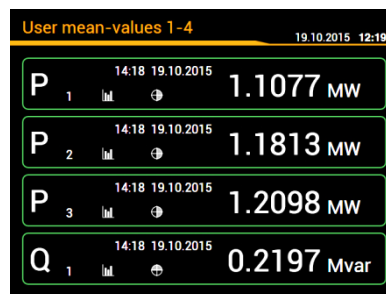 User mean-values 1-4
19.10.2015 12:19
14:18 19.10.2015
P 1 1.1077 MW
14:18 19.10.2015
P 2 1.1813 MW
14:18 19.10.2015
P 3 1.2098 MW
14:18 19.10.2015
Q 1 0.2197 Mvar